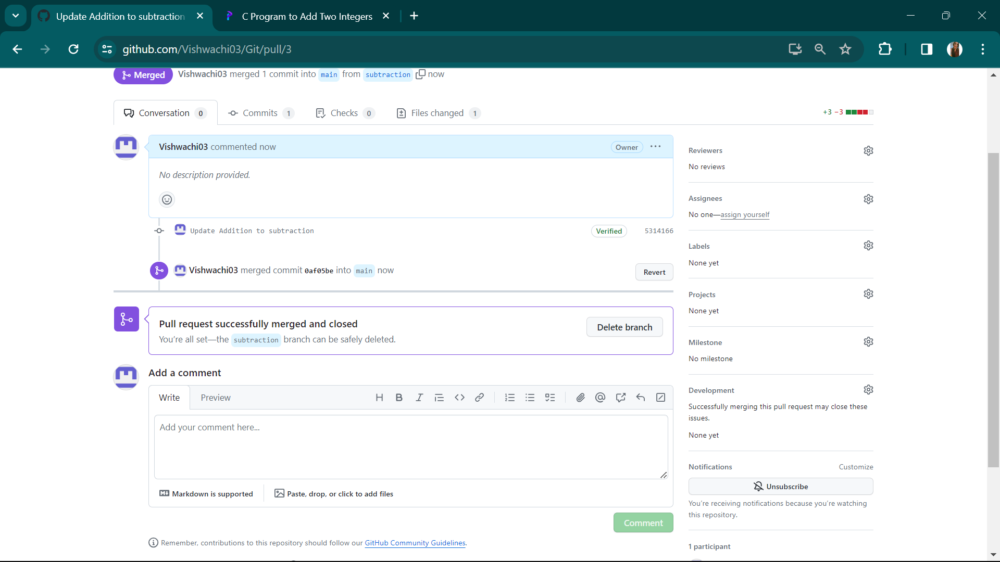 Update Addition to subtraction
C Program to Add Two Integers
github.com/Vishwachi03/Git/pull/3
Merged Vishwachi03 merged 1 commit into main from subtraction now
Conversation 0 Commits 1 Checks 0 Files changed 1 +3 −3
Vishwachi03 commented now Owner
No description provided.
Update Addition to subtraction Verified 5314166
Vishwachi03 merged commit 0af05be into main now Revert
Pull request successfully merged and closed
You're all set—the subtraction branch can be safely deleted.
Delete branch
Add a comment
Write Preview
Add your comment here...
Markdown is supported Paste, drop, or click to add files
Comment
Remember, contributions to this repository should follow our GitHub Community Guidelines.
Reviewers
No reviews
Assignees
No one—assign yourself
Labels
None yet
Projects
None yet
Milestone
No milestone
Development
Successfully merging this pull request may close these
issues.
None yet
Notifications Customize
Unsubscribe
You're receiving notifications because you're watching
this repository.
1 participant